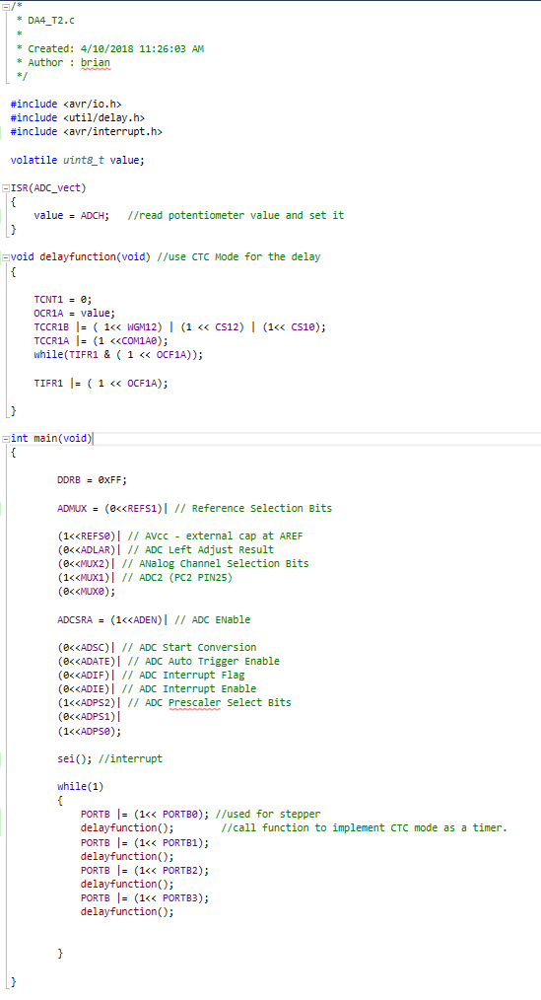 /*
 * DA4_T2.c
 *
 * Created: 4/10/2018 11:26:03 AM
 * Author : brian
 */
#include <avr/io.h>
#include <util/delay.h>
#include <avr/interrupt.h>
volatile uint8_t value;
ISR(ADC_vect)
{
    value = ADCH;   //read potentiometer value and set it
}
void delayfunction(void) //use CTC Mode for the delay
{
    TCNT1 = 0;
    OCR1A = value;
    TCCR1B |= ( 1<< WGM12) | (1 << CS12) | (1<< CS10);
    TCCR1A |= (1 <<COM1A0);
    while(TIFR1 & ( 1 << OCF1A));
    TIFR1 |= ( 1 << OCF1A);
}
int main(void)
{
        DDRB = 0xFF;
        ADMUX = (0<<REFS1)| // Reference Selection Bits
        (1<<REFS0)| // AVcc - external cap at AREF
        (0<<ADLAR)| // ADC Left Adjust Result
        (0<<MUX2)| // ANalog Channel Selection Bits
        (1<<MUX1)| // ADC2 (PC2 PIN25)
        (0<<MUX0);
        ADCSRA = (1<<ADEN)| // ADC ENable
        (0<<ADSC)| // ADC Start Conversion
        (0<<ADATE)| // ADC Auto Trigger Enable
        (0<<ADIF)| // ADC Interrupt Flag
        (0<<ADIE)| // ADC Interrupt Enable
        (1<<ADPS2)| // ADC Prescaler Select Bits
        (0<<ADPS1)|
        (1<<ADPS0);
        sei(); //interrupt
        while(1)
        {
            PORTB |= (1<< PORTB0); //used for stepper
            delayfunction();        //call function to implement CTC mode as a timer.
            PORTB |= (1<< PORTB1);
            delayfunction();
            PORTB |= (1<< PORTB2);
            delayfunction();
            PORTB |= (1<< PORTB3);
            delayfunction();
        }
}